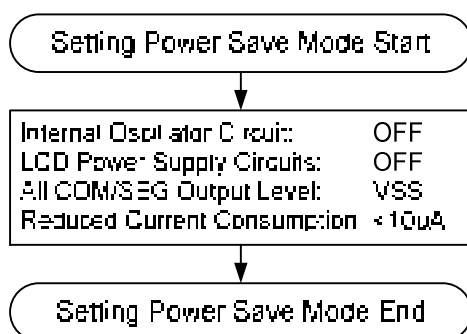 Setting Power Save Mode Start
Internal Oscillator Circuit: OFF
LCD Power Supply Circuits: OFF
All COM/SEG Output Level: VSS
Reduced Current Consumption <10uA
Setting Power Save Mode End